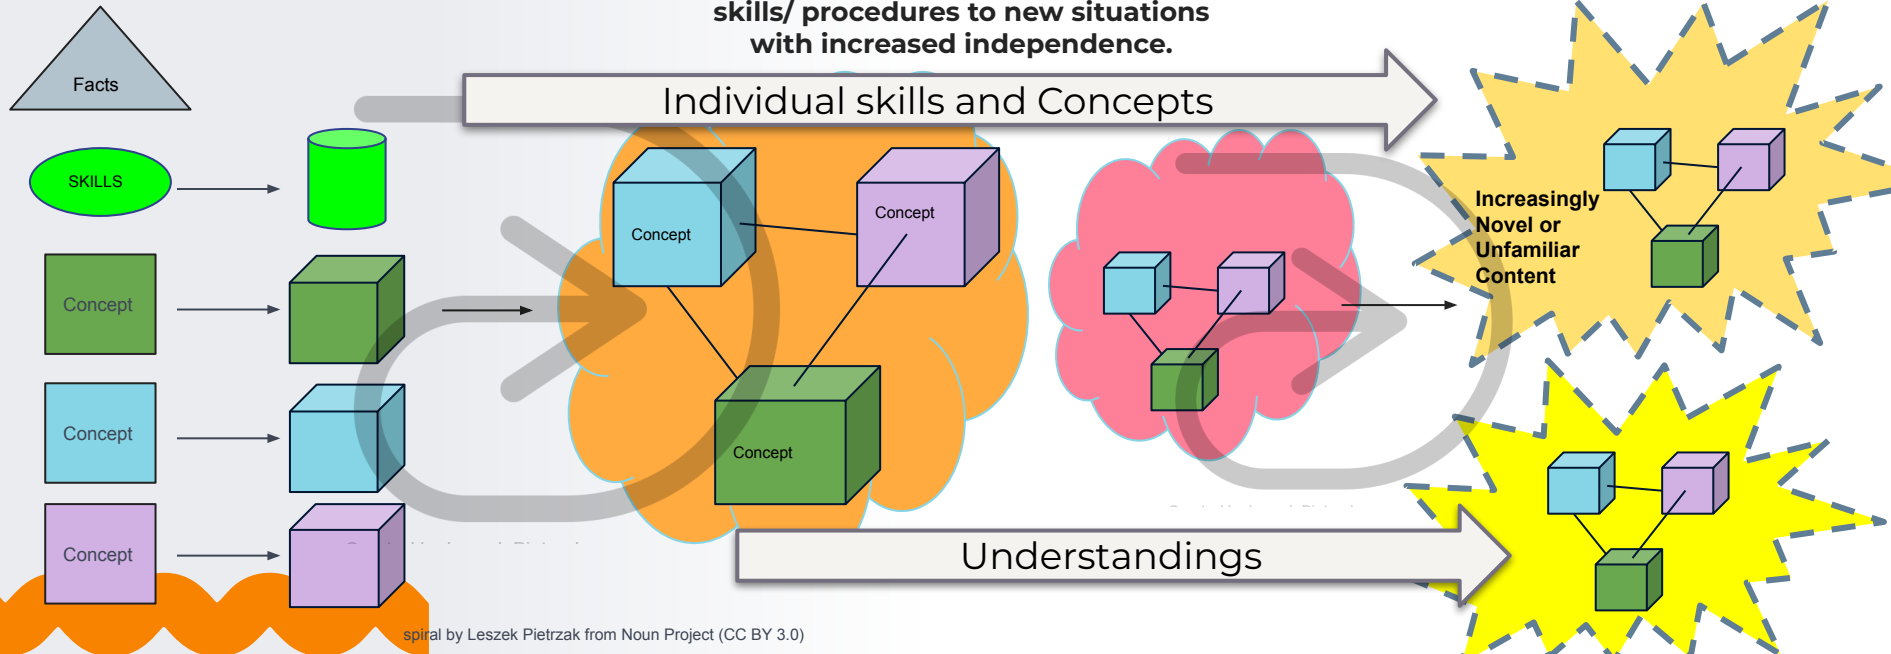 skills/ procedures to new situations
with increased independence.
Facts
Individual skills and Concepts
SKILLS
Concept
Concept
Increasingly
Novel or
Unfamiliar
Content
Concept
Concept
Concept
Concept
Understandings
spiral by Leszek Pietrzak from Noun Project (CC BY 3.0)